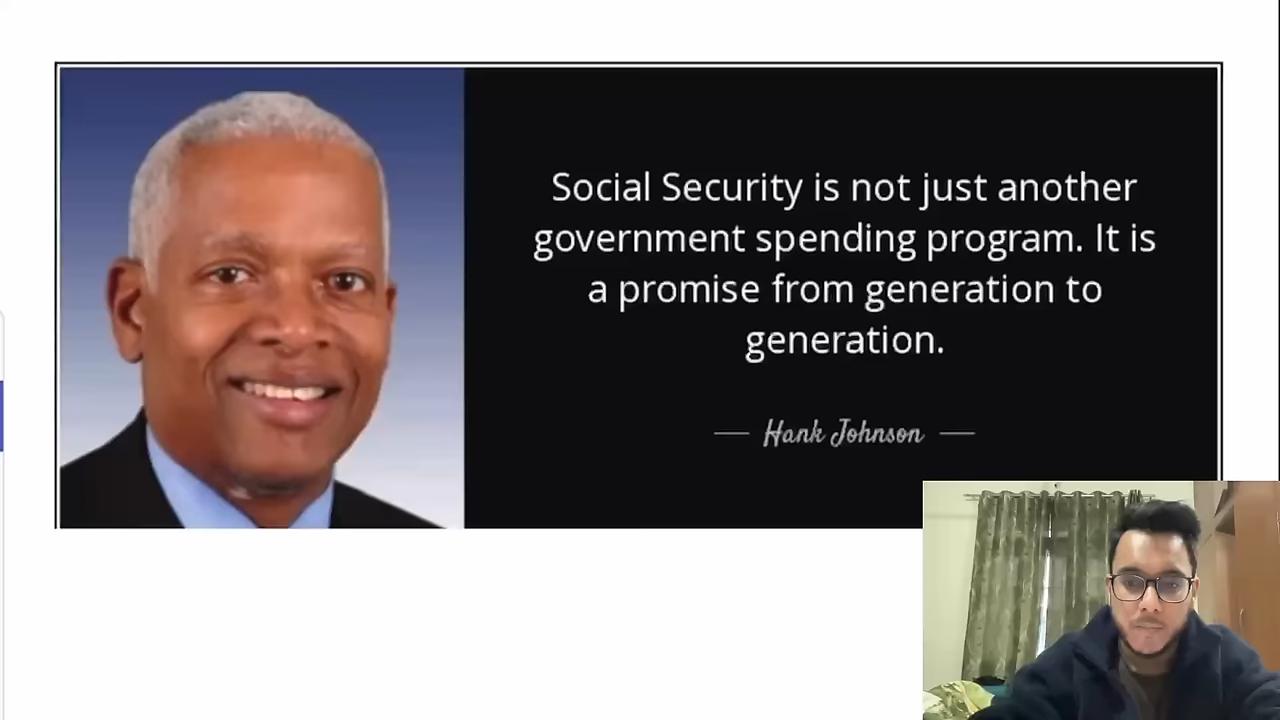 Social Security is not just another
government spending program. It is
a promise from generation to
generation.
Hank Johnson